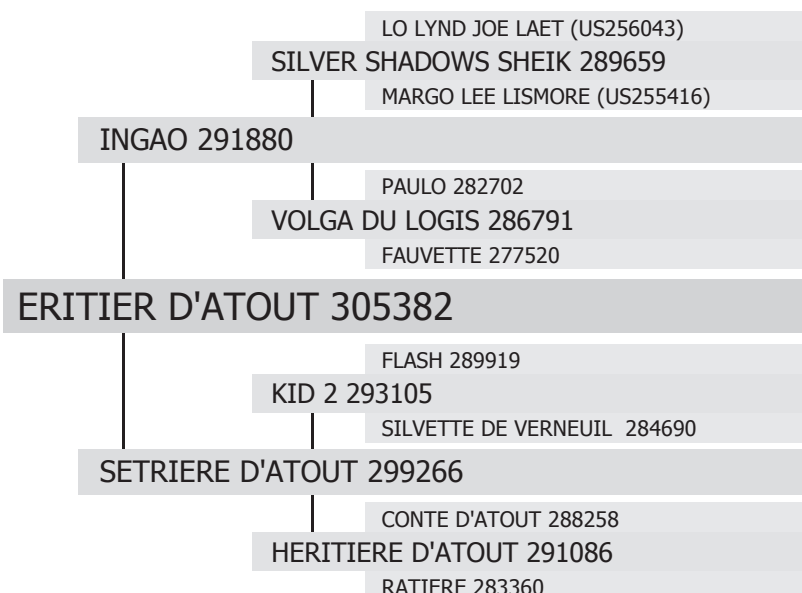 LO LYND JOE LAET (US256043)
SILVER SHADOWS SHEIK 289659
MARGO LEE LISMORE (US255416)
INGAO 291880
PAULO 282702
VOLGA DU LOGIS 286791
FAUVETTE 277520
ERITIER D'ATOUT 305382
FLASH 289919
KID 2 293105
SILVETTE DE VERNEUIL 284690
SETRIERE D'ATOUT 299266
CONTE D'ATOUT 288258
HERITIERE D'ATOUT 291086
RATIERE 283360